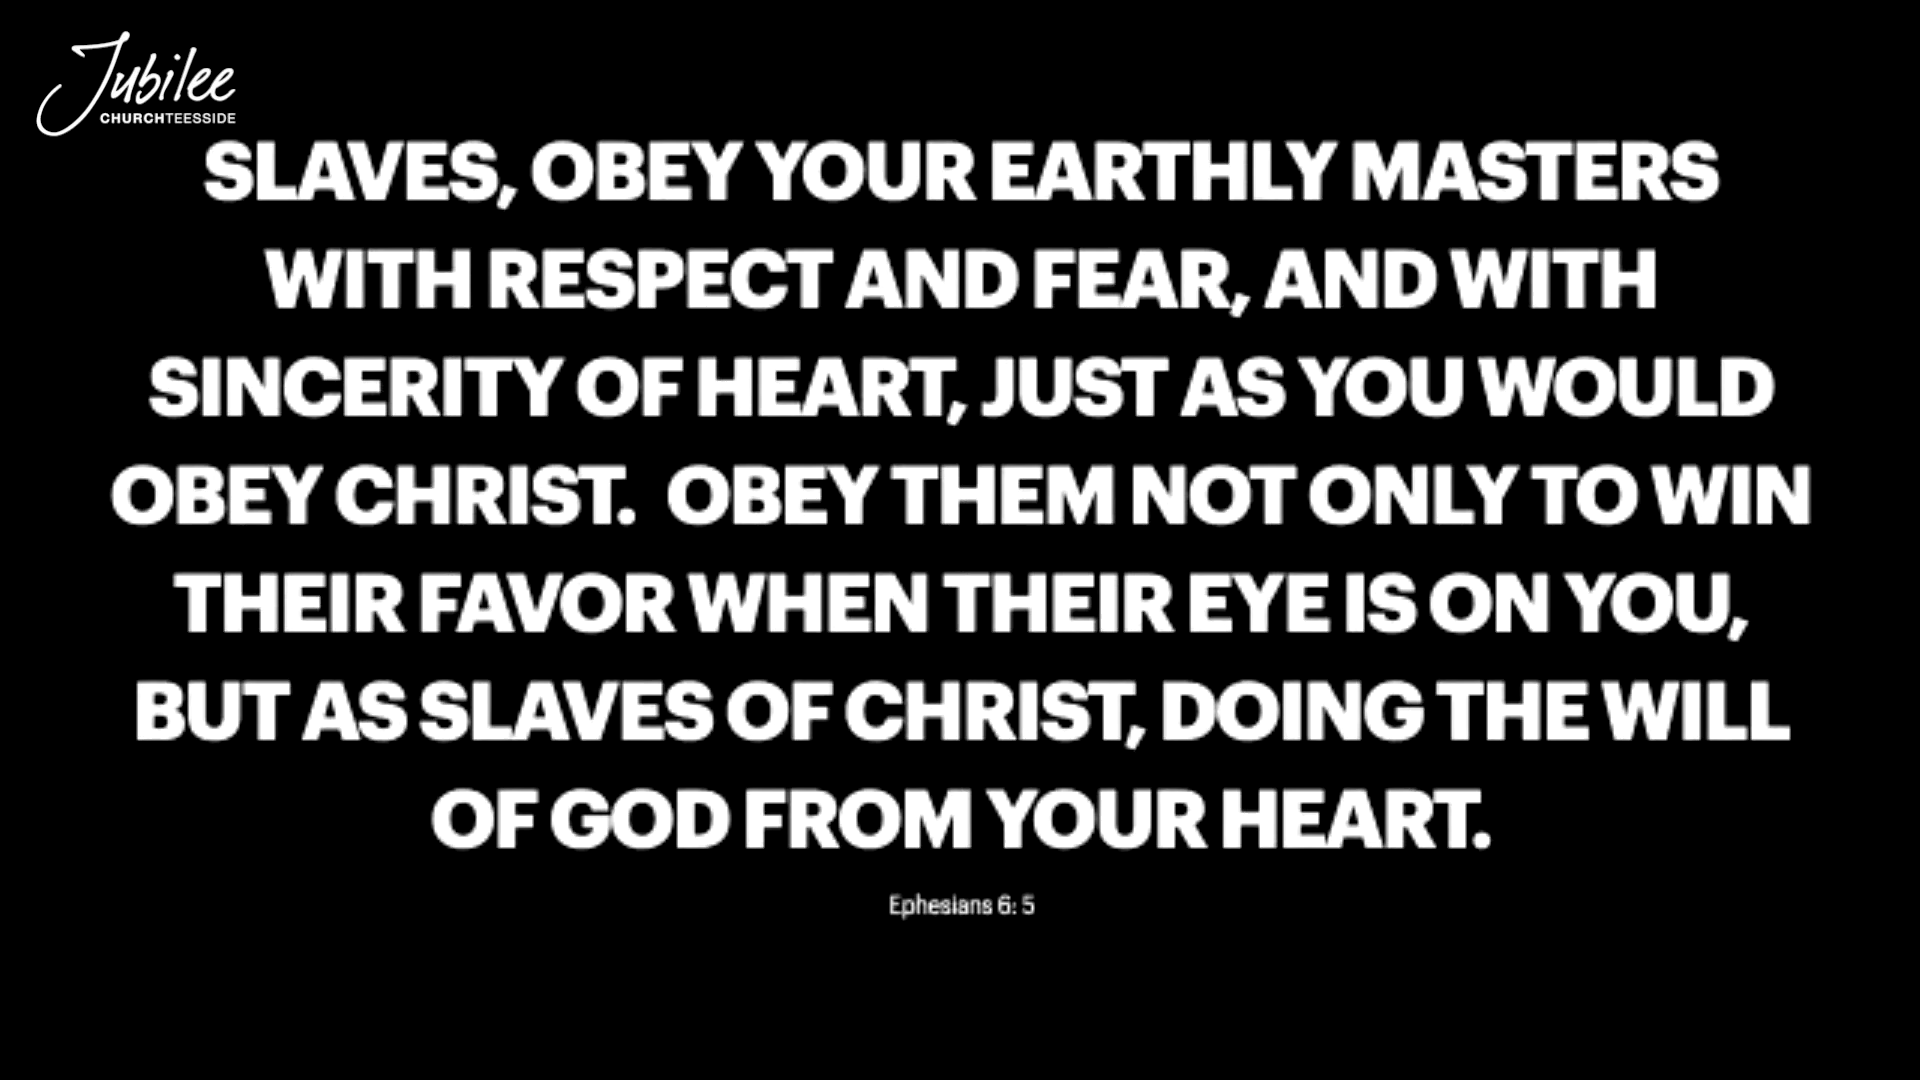 Jubilee
CHURCHTEESSIDE
SLAVES, OBEY YOUR EARTHLY MASTERS
WITH RESPECT AND FEAR, AND WITH
SINCERITY OF HEART, JUST AS YOU WOULD
OBEY CHRIST.  OBEY THEM NOT ONLY TO WIN
THEIR FAVOR WHEN THEIR EYE IS ON YOU,
BUT AS SLAVES OF CHRIST, DOING THE WILL
OF GOD FROM YOUR HEART.
Ephesians 6: 5